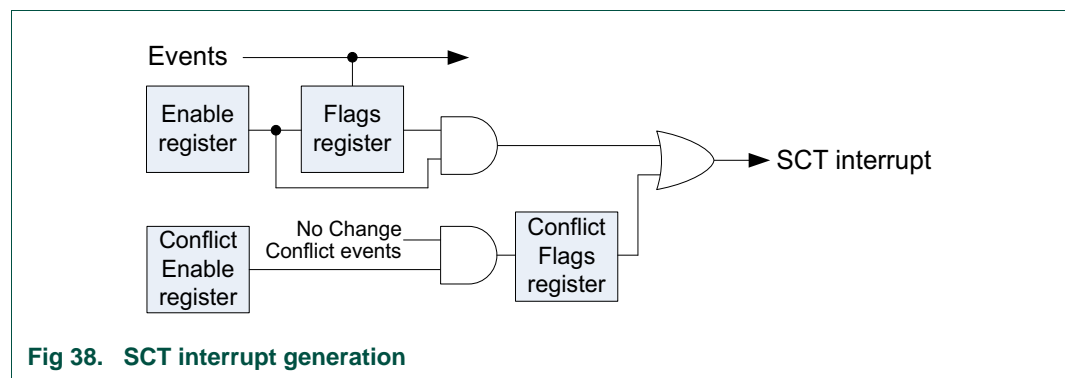 Events
Enable
register
Flags
register
SCT interrupt
No Change
Conflict events
Conflict
Enable
register
Conflict
Flags
register
Fig 38. SCT interrupt generation